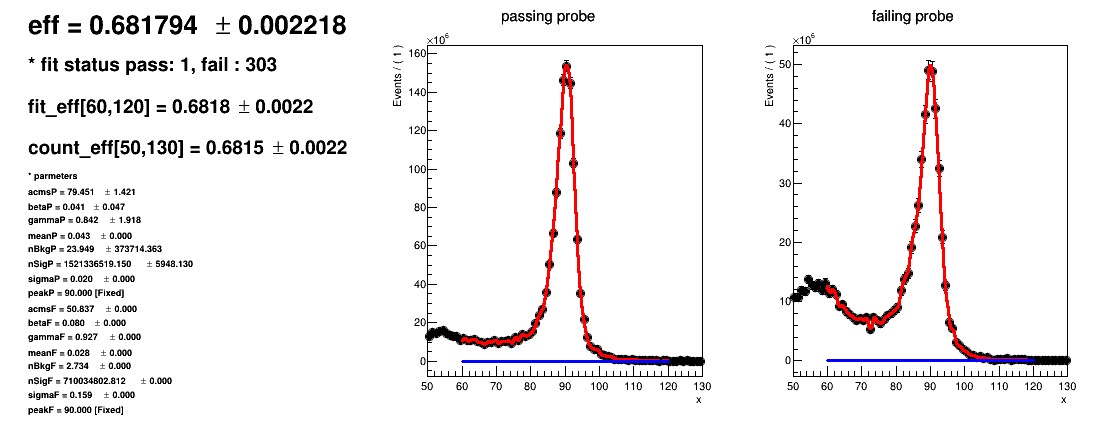 eff = 0.681794 ± 0.002218
* fit status pass: 1, fail : 303
fit_eff[60,120] = 0.6818 ± 0.0022
count_eff[50,130] = 0.6815 ± 0.0022
* parmeters
acmsP = 79.451 ± 1.421
betaP = 0.041 ± 0.047
gammaP = 0.842 ± 1.918
meanP = 0.043 ± 0.000
nBkgP = 23.949 ± 373714.363
nSigP = 1521336519.150 ± 5948.130
sigmaP = 0.020 ± 0.000
peakP = 90.000 [Fixed]
acmsF = 50.837 ± 0.000
betaF = 0.080 ± 0.000
gammaF = 0.927 ± 0.000
meanF = 0.028 ± 0.000
nBkgF = 2.734 ± 0.000
nSigF = 710034802.812 ± 0.000
sigmaF = 0.159 ± 0.000
peakF = 90.000 [Fixed]
passing probe
×10⁶
Events / ( 1 )
160
140
120
100
80
60
40
20
0
50 60 70 80 90 100 110 120 130
x
failing probe
×10⁶
Events / ( 1 )
50
40
30
20
10
0
50 60 70 80 90 100 110 120 130
x